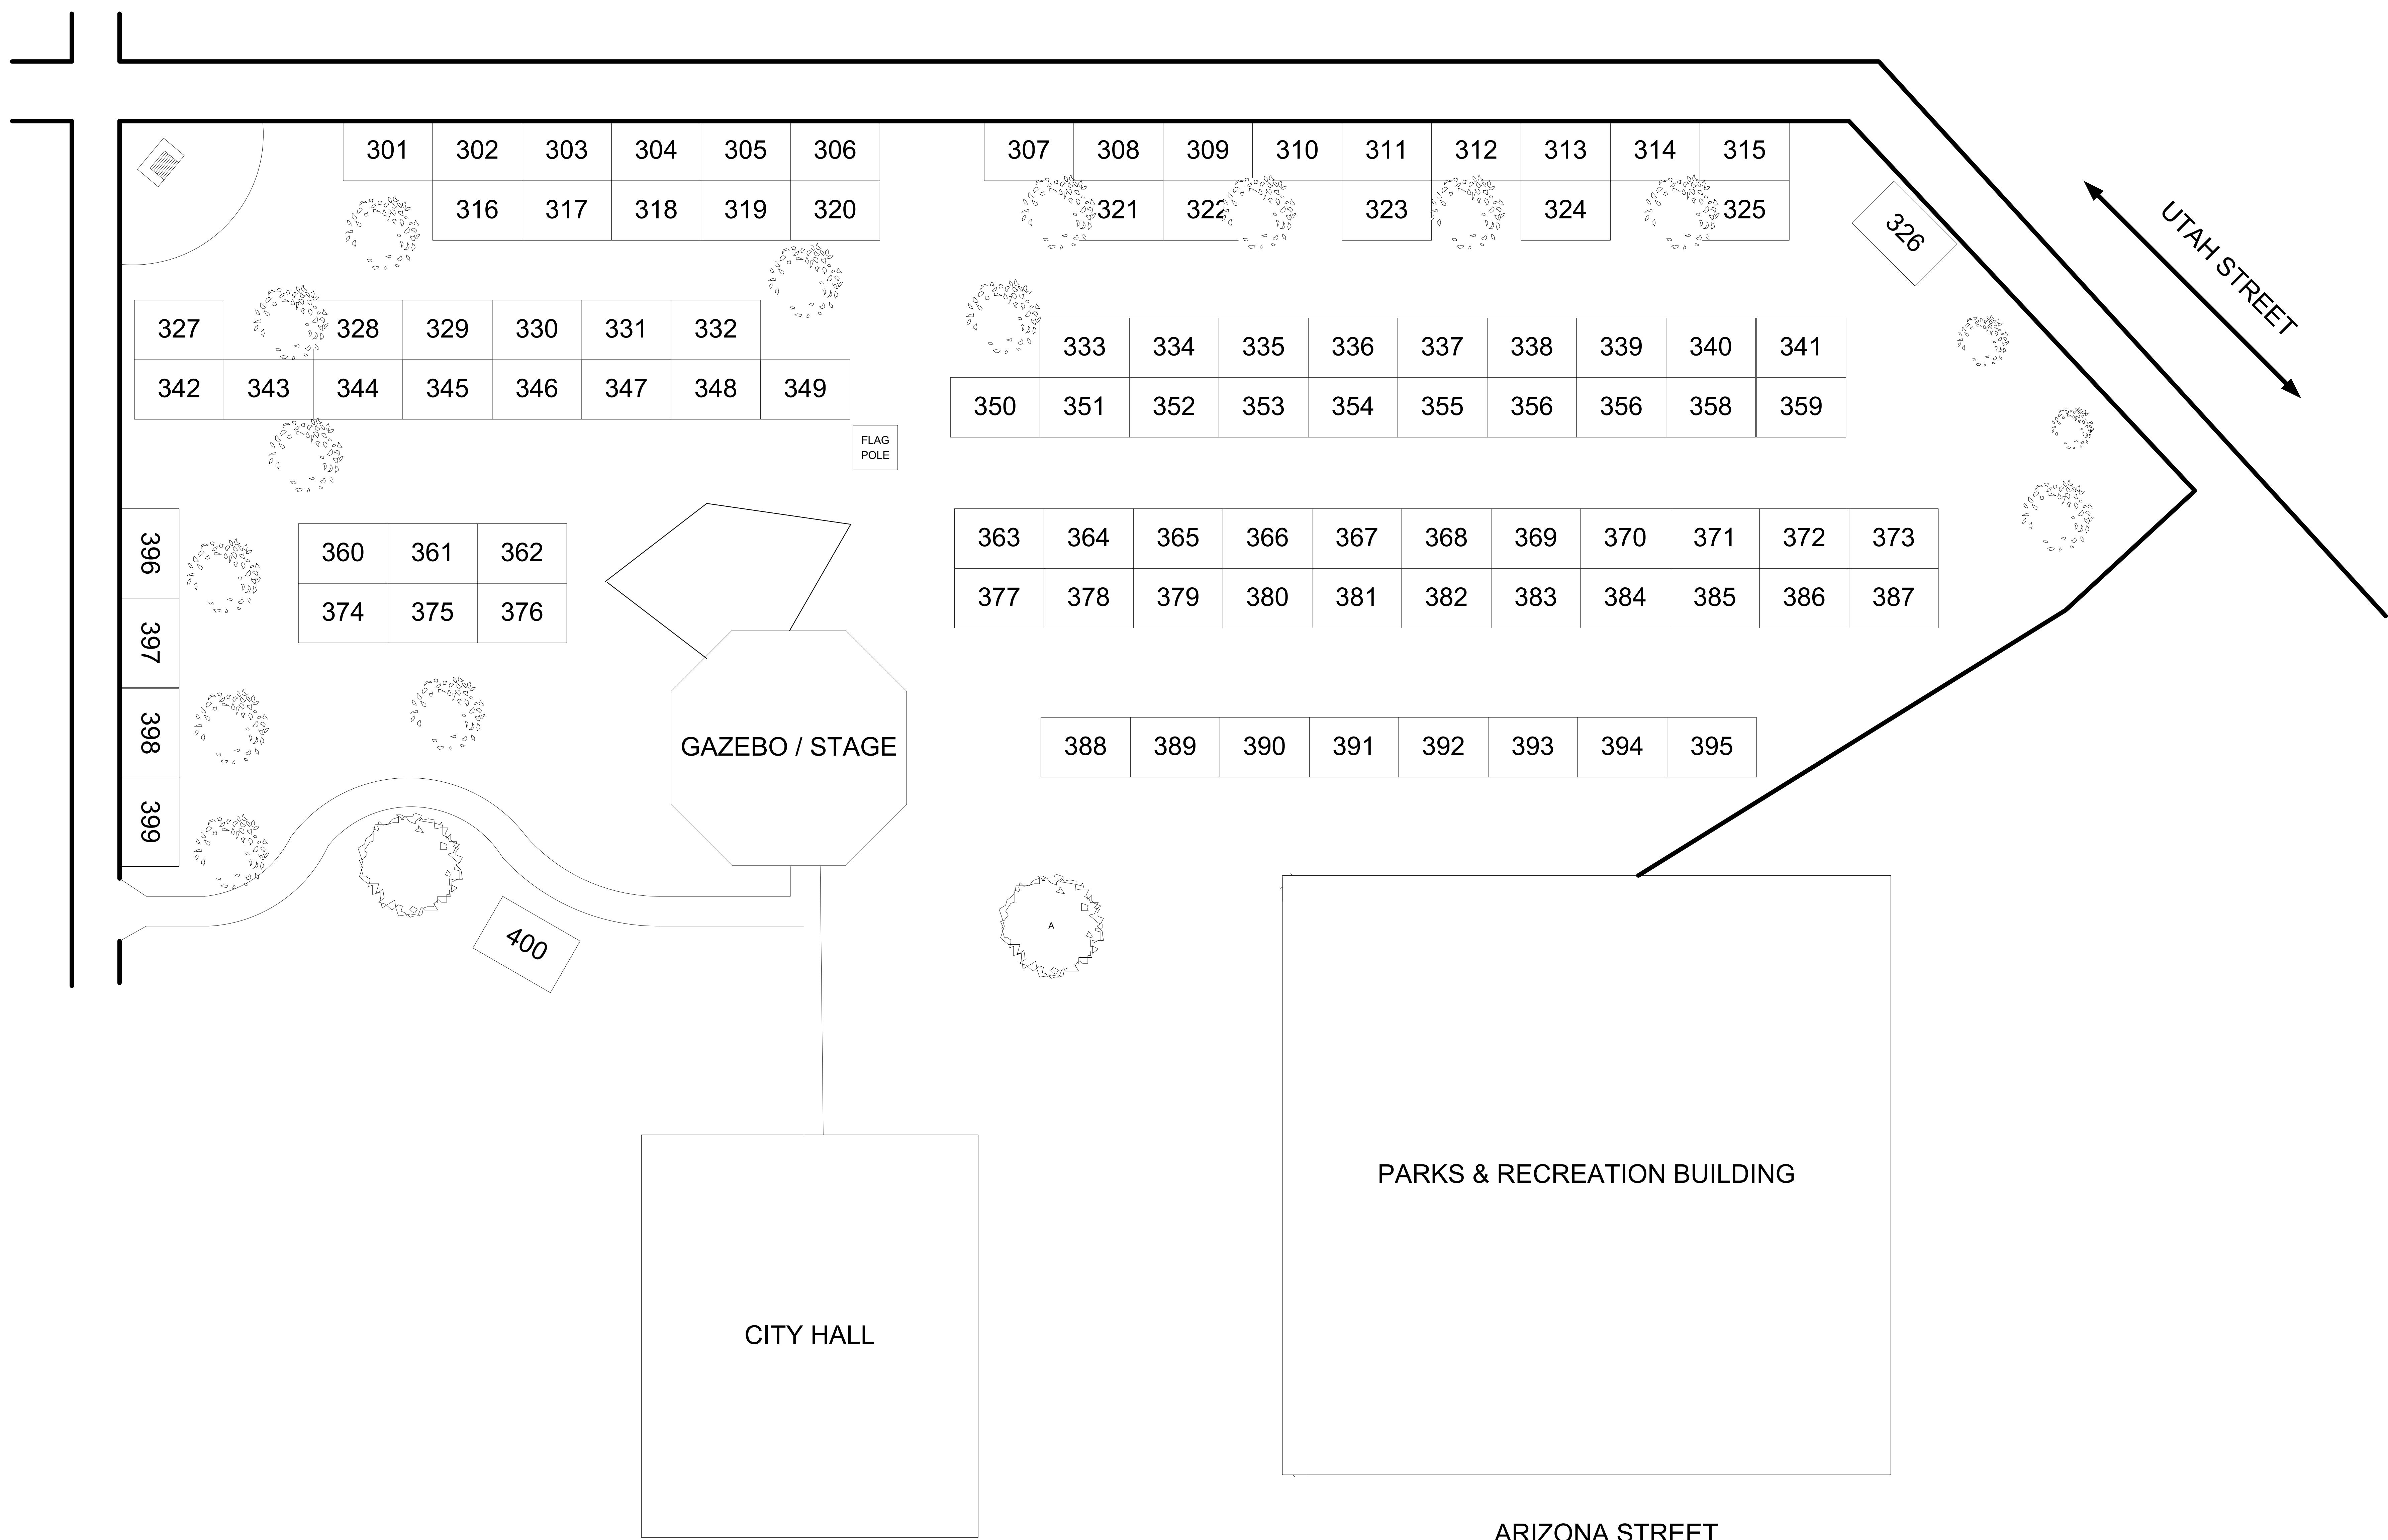 301 302 303 304 305 306 307 308 309 310 311 312 313 314 315
316 317 318 319 320 321 322 323 324 325
326
UTAH STREET
327 328 329 330 331 332
333 334 335 336 337 338 339 340 341
342 343 344 345 346 347 348 349
350 351 352 353 354 355 356 356 358 359
FLAG
POLE
396
397
398
399
360 361 362
374 375 376
363 364 365 366 367 368 369 370 371 372 373
377 378 379 380 381 382 383 384 385 386 387
GAZEBO / STAGE
388 389 390 391 392 393 394 395
400
A
PARKS & RECREATION BUILDING
CITY HALL
ARIZONA STREET